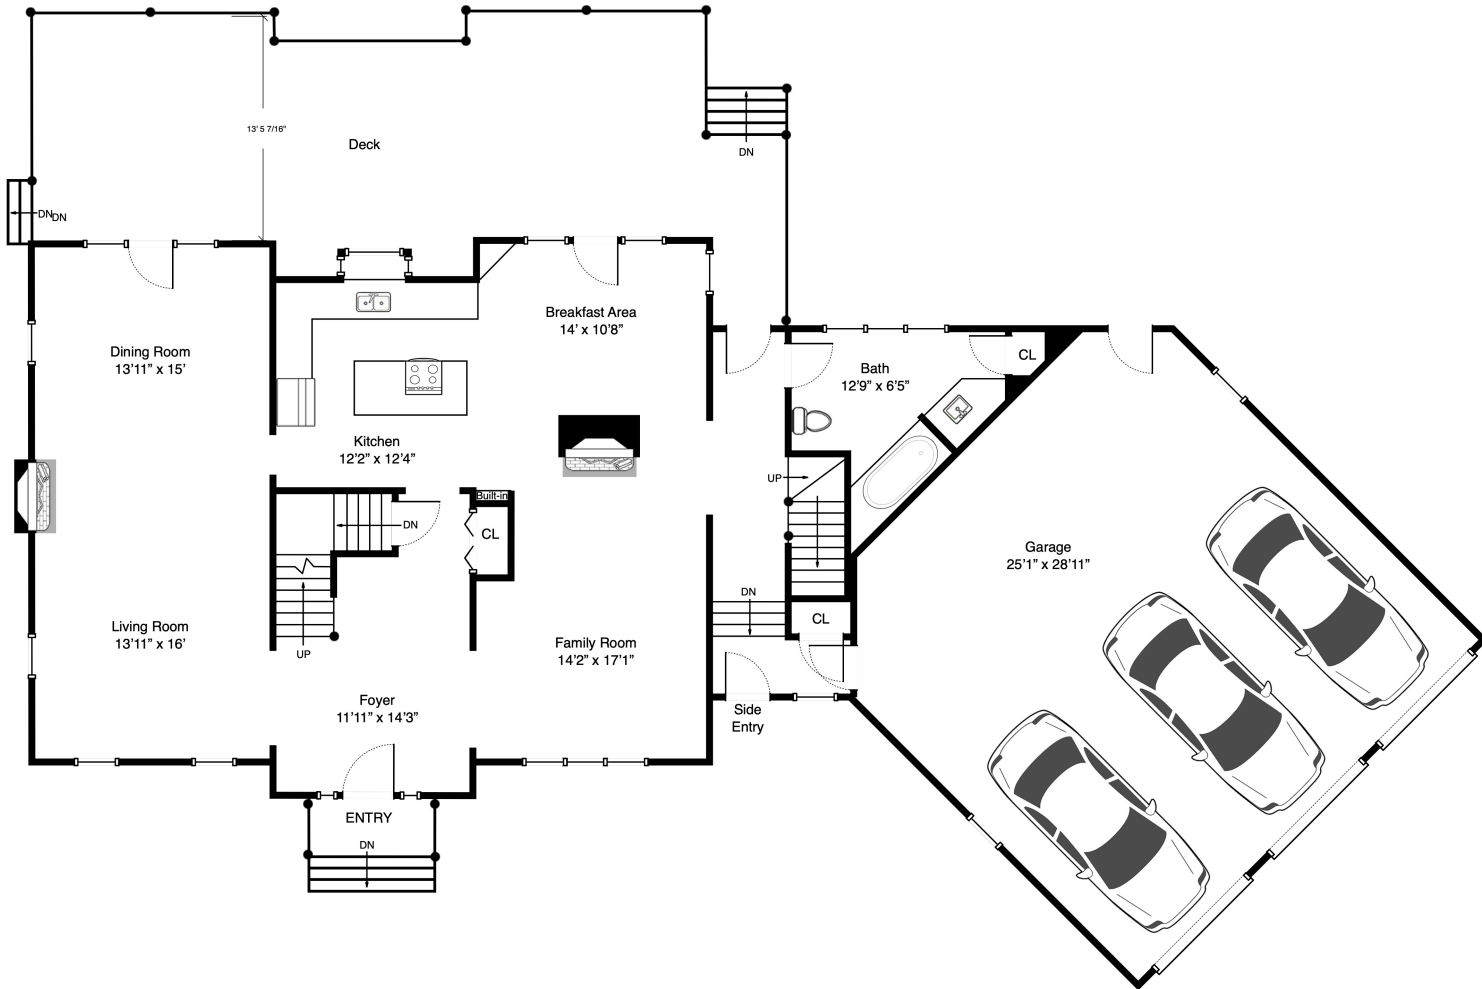 13' 5 7/16"
Deck
DN
DN
DN
Breakfast Area
14’ x 10’8”
Dining Room
13’11” x 15’
Bath
12’9” x 6’5”
CL
Kitchen
12’2” x 12’4”
UP
Built-in
DN
CL
Garage
25’1” x 28’11”
DN
CL
Living Room
13’11” x 16’
Family Room
14’2” x 17’1”
UP
Foyer
11’11” x 14’3”
Side
Entry
ENTRY
DN